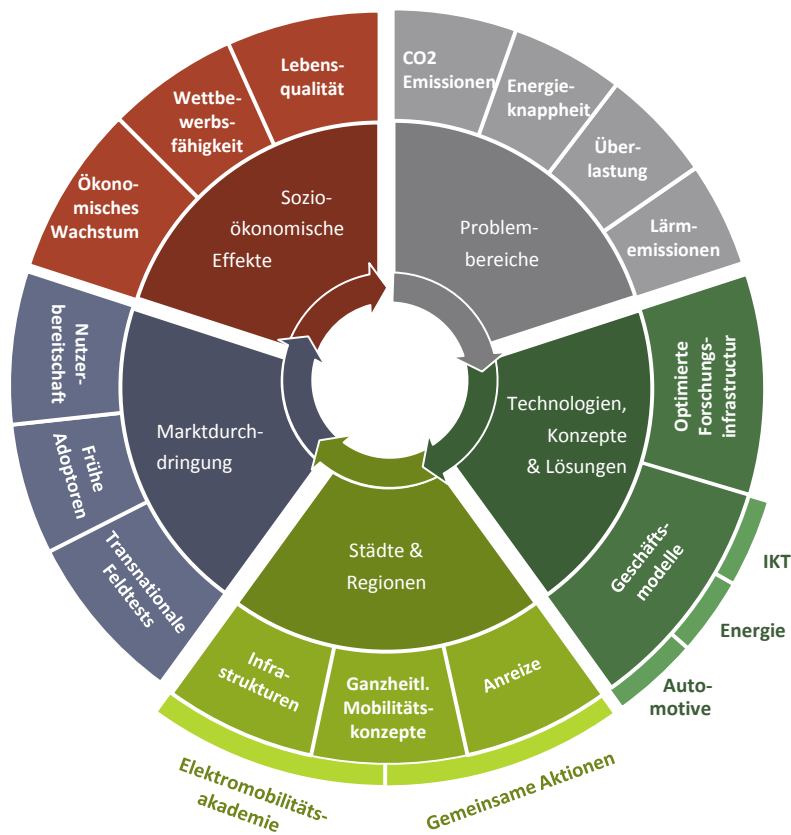 CO2
Emissionen
Energie-
knappheit
Über-
lastung
Lärm-
emissionen
Problem-
bereiche
Optimierte
Forschungs-
infrastructur
Geschäfts-
modelle
IKT
Energie
Auto-
motive
Technologien,
Konzepte
& Lösungen
Städte &
Regionen
Anreize
Ganzheitl.
Mobilitäts-
konzepte
Infra-
strukturen
Gemeinsame Aktionen
Elektromobilitäts-
akademie
Marktdurch-
dringung
Transnationale
Feldtests
Frühe
Adoptoren
Nutzer-
bereitschaft
Sozio-
ökonomische
Effekte
Ökono-
misches
Wachstum
Wettbe-
werbs-
fähigkeit
Lebens-
qualität